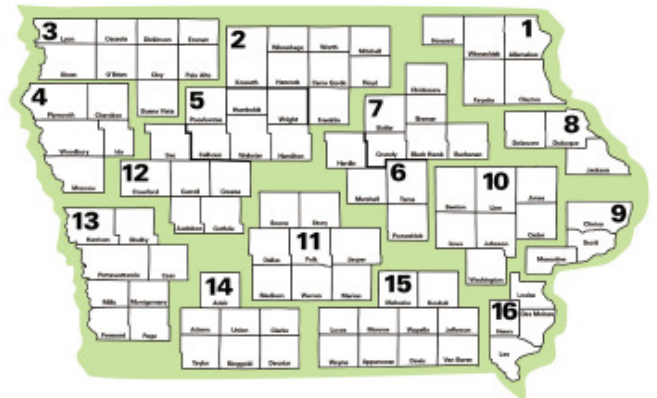 3
Lyon Osceola Dickinson Emmet
Sioux O'Brien Clay Palo Alto
Buena Vista
2
Winnebago Worth Mitchell
Kossuth Hancock Cerro Gordo Floyd
Humboldt Wright Franklin
1
Howard Winneshiek Allamakee
Fayette Clayton
4
Plymouth Cherokee
Woodbury Ida
Monona
5
Pocahontas
Sac Calhoun Webster Hamilton
7
Chickasaw
Butler Bremer
Grundy Black Hawk Buchanan
8
Delaware Dubuque
Jackson
12
Crawford Carroll Greene
Audubon Guthrie
6
Hardin
Marshall Tama
Poweshiek
10
Benton Linn Jones
Iowa Johnson Cedar
Washington
9
Clinton
Scott
Muscatine
13
Harrison Shelby
Pottawattamie Cass
Mills Montgomery
Fremont Page
11
Boone Story
Dallas Polk Jasper
Madison Warren Marion
14
Adair
Adams Union Clarke
Taylor Ringgold Decatur
15
Mahaska Keokuk
Lucas Monroe Wapello Jefferson
Wayne Appanoose Davis Van Buren
16
Louisa
Henry Des Moines
Lee